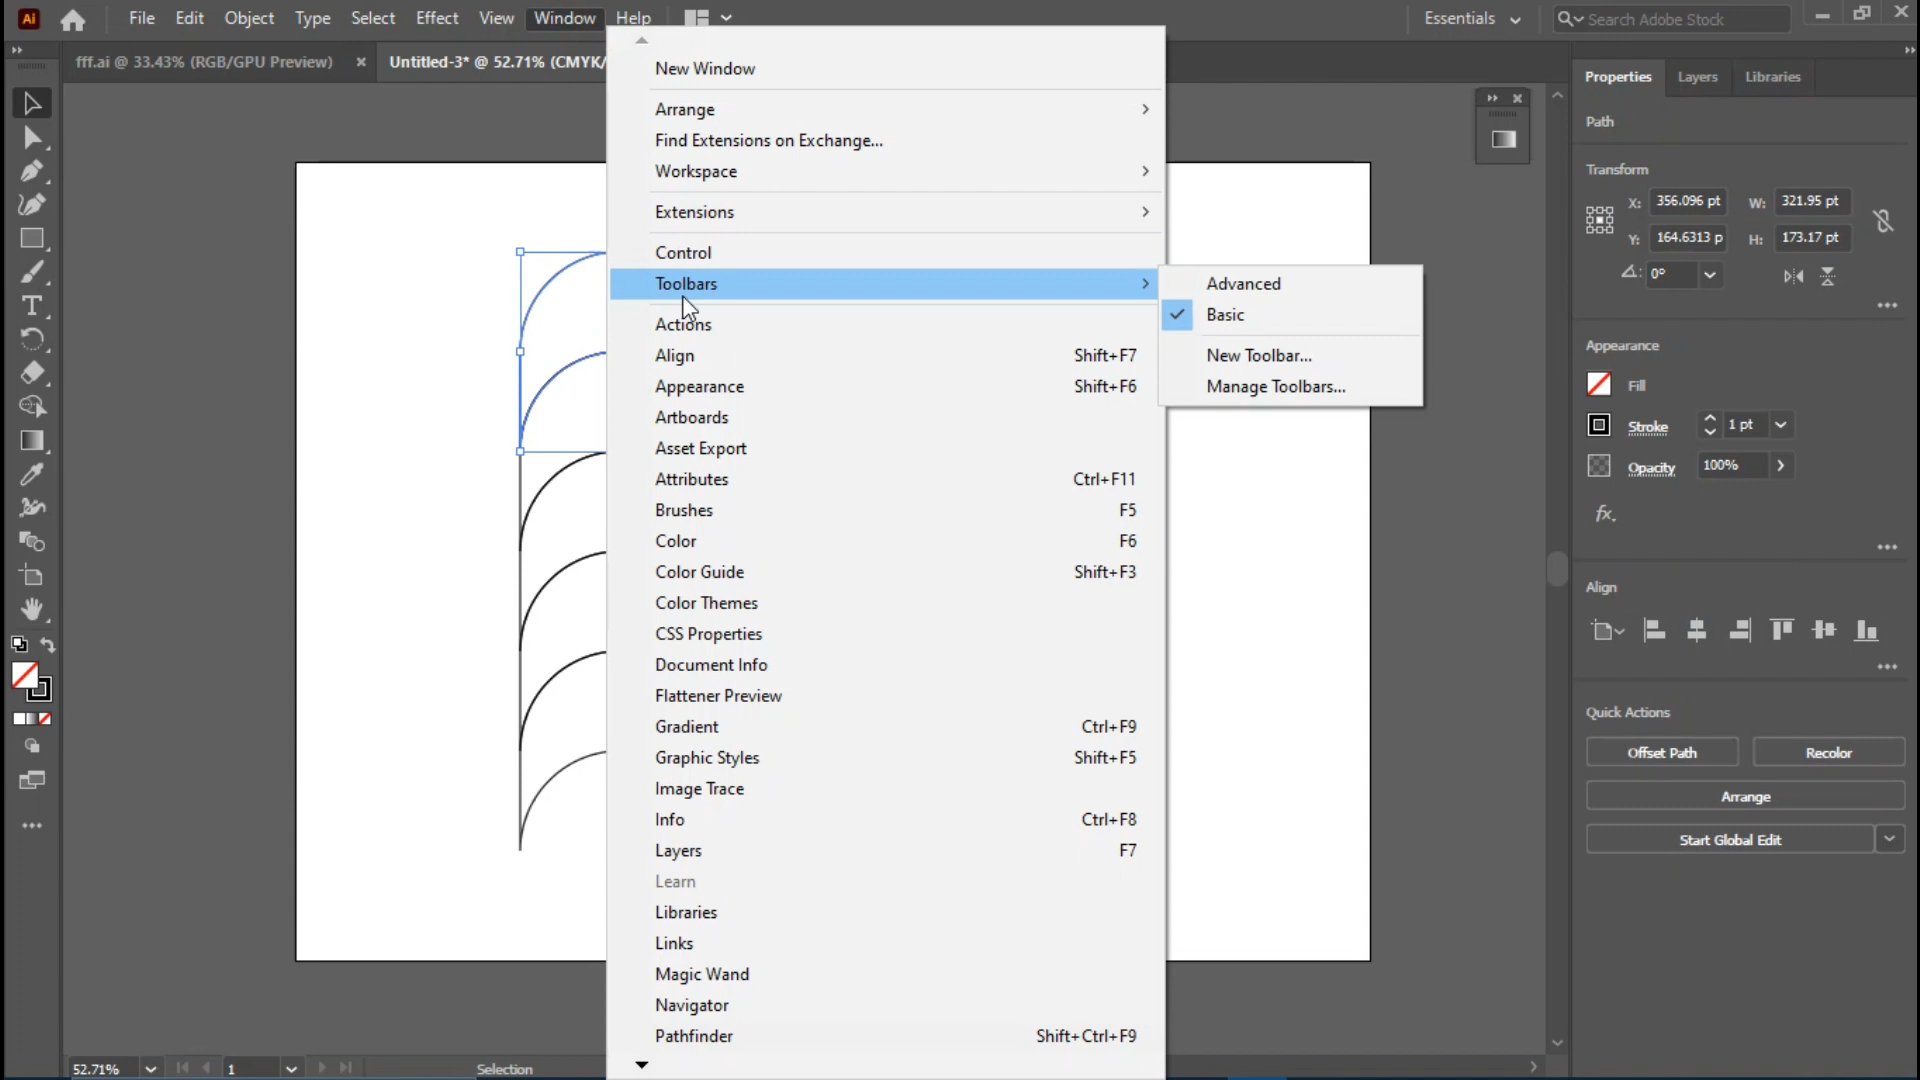 Ai
File
Edit
Object
Type
Select
Effect
View
Window
Help
Essentials
Search Adobe Stock
fff.ai @ 33.43% (RGB/GPU Preview)
Untitled-3* @ 52.71% (CMYK/
New Window
Arrange
Find Extensions on Exchange...
Workspace
Extensions
Control
Toolbars
Actions
Align Shift+F7
Appearance Shift+F6
Artboards
Asset Export
Attributes Ctrl+F11
Brushes F5
Color F6
Color Guide Shift+F3
Color Themes
CSS Properties
Document Info
Flattener Preview
Gradient Ctrl+F9
Graphic Styles Shift+F5
Image Trace
Info Ctrl+F8
Layers F7
Learn
Libraries
Links
Magic Wand
Navigator
Pathfinder Shift+Ctrl+F9
Advanced
Basic
New Toolbar...
Manage Toolbars...
Properties
Layers
Libraries
Path
Transform
X: 356.096 pt W: 321.95 pt
Y: 164.6313 p H: 173.17 pt
0°
Appearance
Fill
Stroke 1 pt
Opacity 100%
fx.
Align
Quick Actions
Offset Path
Recolor
Arrange
Start Global Edit
52.71%
1
Selection